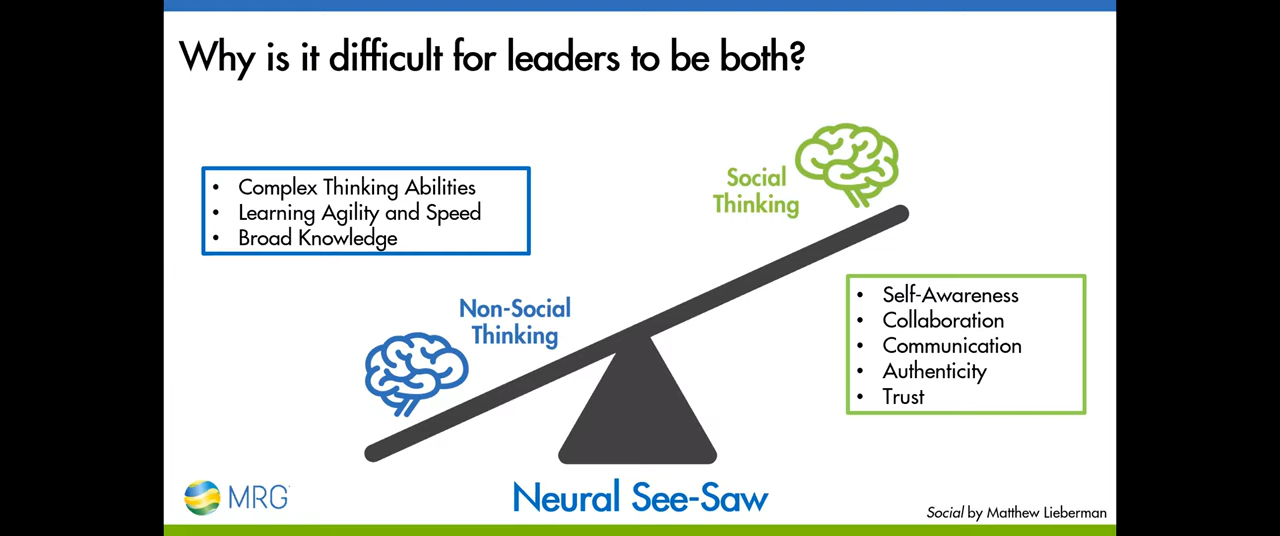 Why is it difficult for leaders to be both?
• Complex Thinking Abilities
• Learning Agility and Speed
• Broad Knowledge
Social
Thinking
Non-Social
Thinking
• Self-Awareness
• Collaboration
• Communication
• Authenticity
• Trust
MRG
Neural See-Saw
Social by Matthew Lieberman